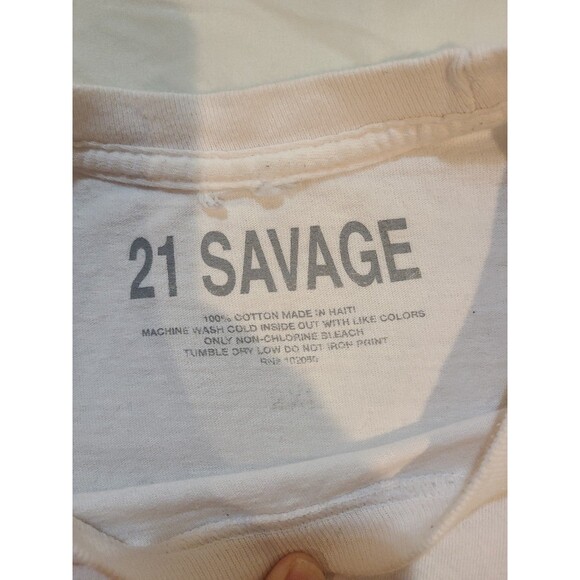 21 SAVAGE
100% COTTON MADE IN HAITI
MACHINE WASH COLD INSIDE OUT WITH LIKE COLORS
ONLY NON-CHLORINE BLEACH
TUMBLE DRY LOW DO NOT IRON PRINT